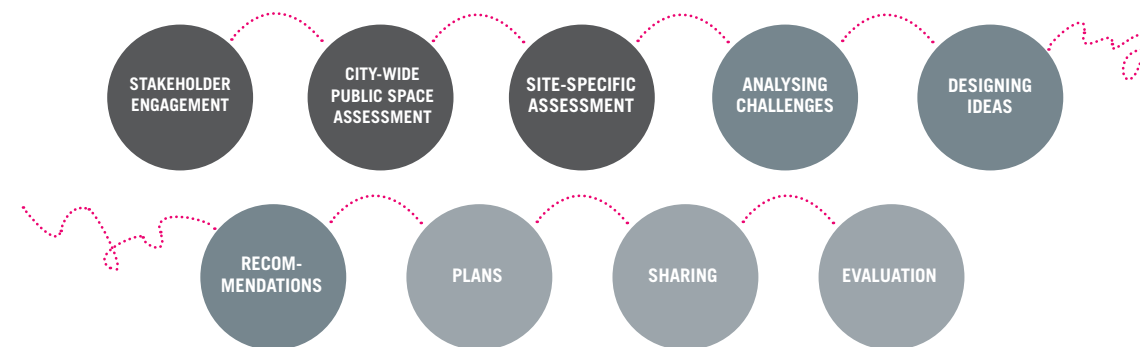 STAKEHOLDER
ENGAGEMENT
CITY-WIDE
PUBLIC SPACE
ASSESSMENT
SITE-SPECIFIC
ASSESSMENT
ANALYSING
CHALLENGES
DESIGNING
IDEAS
RECOM-
MENDATIONS
PLANS
SHARING
EVALUATION